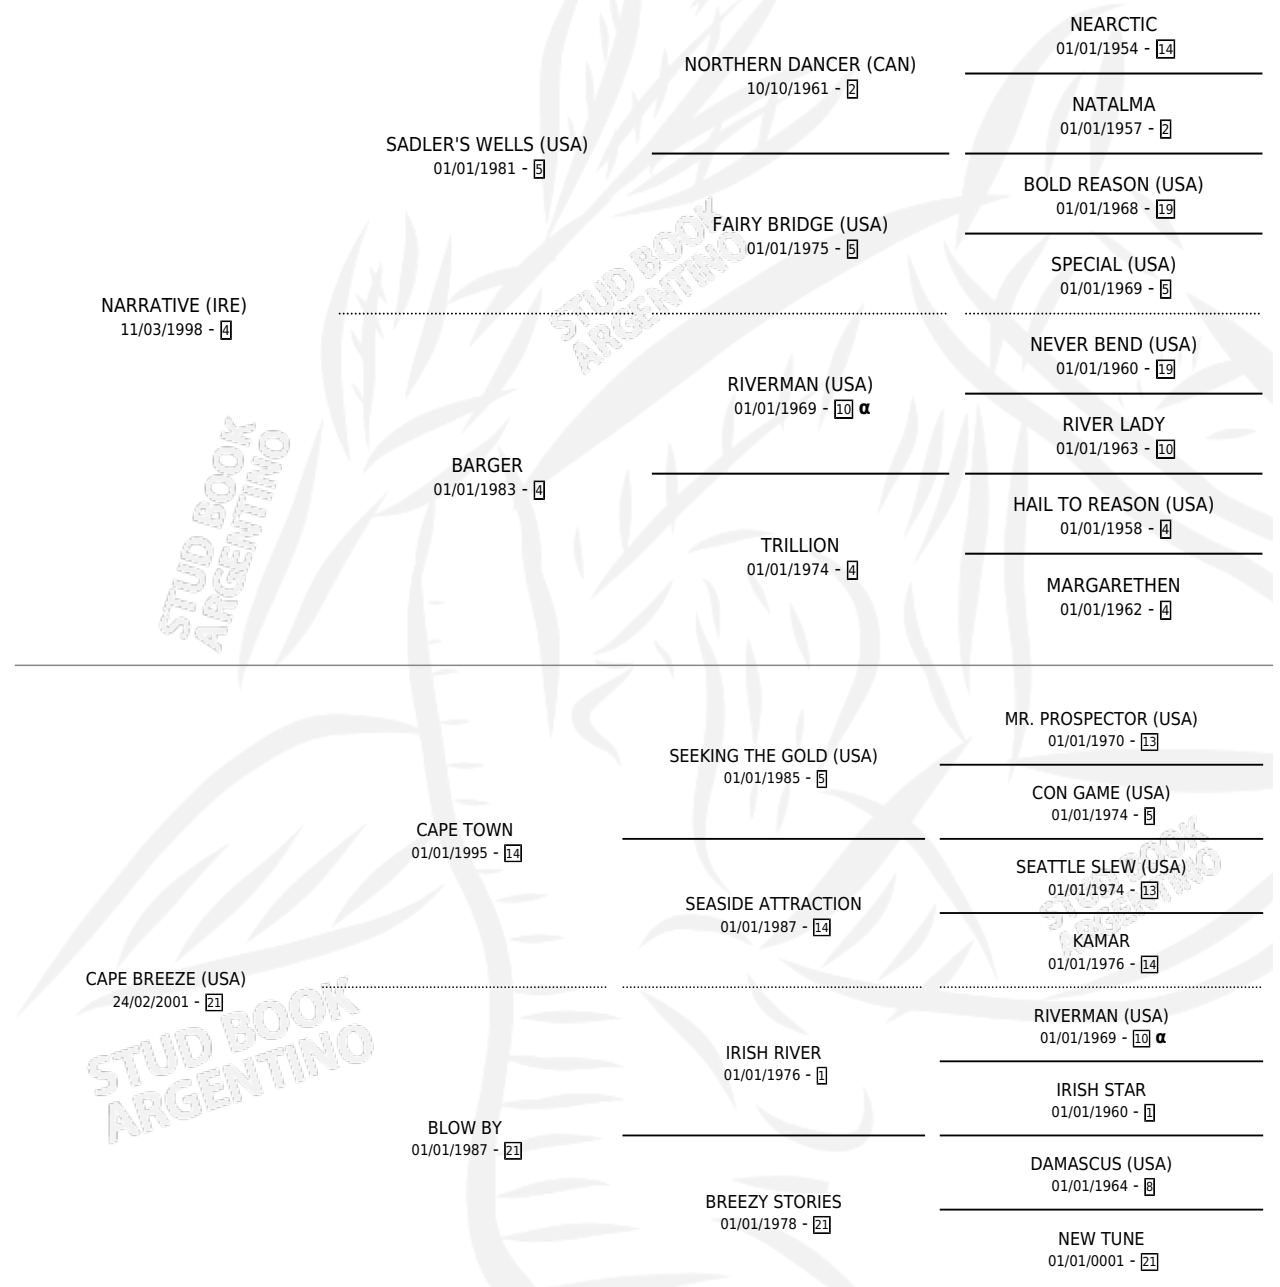 NEARCTIC
01/01/1954 - 14
NORTHERN DANCER (CAN)
10/10/1961 - 2
NATALMA
01/01/1957 - 2
SADLER'S WELLS (USA)
01/01/1981 - 5
BOLD REASON (USA)
01/01/1968 - 19
FAIRY BRIDGE (USA)
01/01/1975 - 5
SPECIAL (USA)
01/01/1969 - 5
STUD BOOK
ARGENTINO
NARRATIVE (IRE)
11/03/1998 - 4
NEVER BEND (USA)
01/01/1960 - 19
RIVERMAN (USA)
01/01/1969 - 10 α
RIVER LADY
01/01/1963 - 10
BARGER
01/01/1983 - 4
HAIL TO REASON (USA)
01/01/1958 - 4
TRILLION
01/01/1974 - 4
MARGARETHEN
01/01/1962 - 4
STUD BOOK
ARGENTINO
MR. PROSPECTOR (USA)
01/01/1970 - 13
SEEKING THE GOLD (USA)
01/01/1985 - 5
CON GAME (USA)
01/01/1974 - 5
CAPE TOWN
01/01/1995 - 14
SEATTLE SLEW (USA)
01/01/1974 - 13
SEASIDE ATTRACTION
01/01/1987 - 14
KAMAR
01/01/1976 - 14
STUD BOOK
ARGENTINO
CAPE BREEZE (USA)
24/02/2001 - 21
RIVERMAN (USA)
01/01/1969 - 10 α
IRISH RIVER
01/01/1976 - 1
IRISH STAR
01/01/1960 - 1
STUD BOOK
ARGENTINO
BLOW BY
01/01/1987 - 21
DAMASCUS (USA)
01/01/1964 - 8
BREEZY STORIES
01/01/1978 - 21
NEW TUNE
01/01/0001 - 21